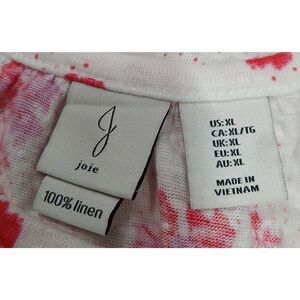 J
joie
100% linen
US:XL
CA:XL/TG
UK:XL
EU:XL
AU:XL
MADE IN
VIETNAM